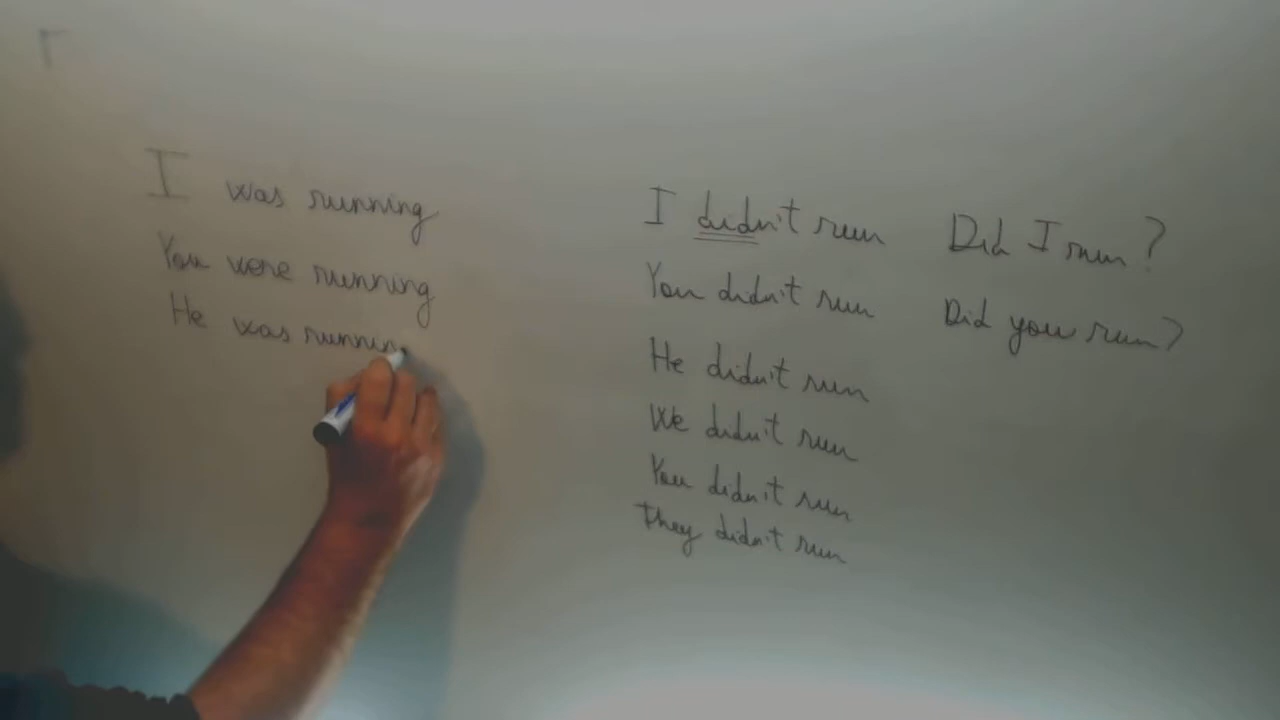 I was running
You were running
He was runnin
I didn't run Did I run?
You didn't run Did you run?
He didn't run
We didn't run
You didn't run
They didn't run